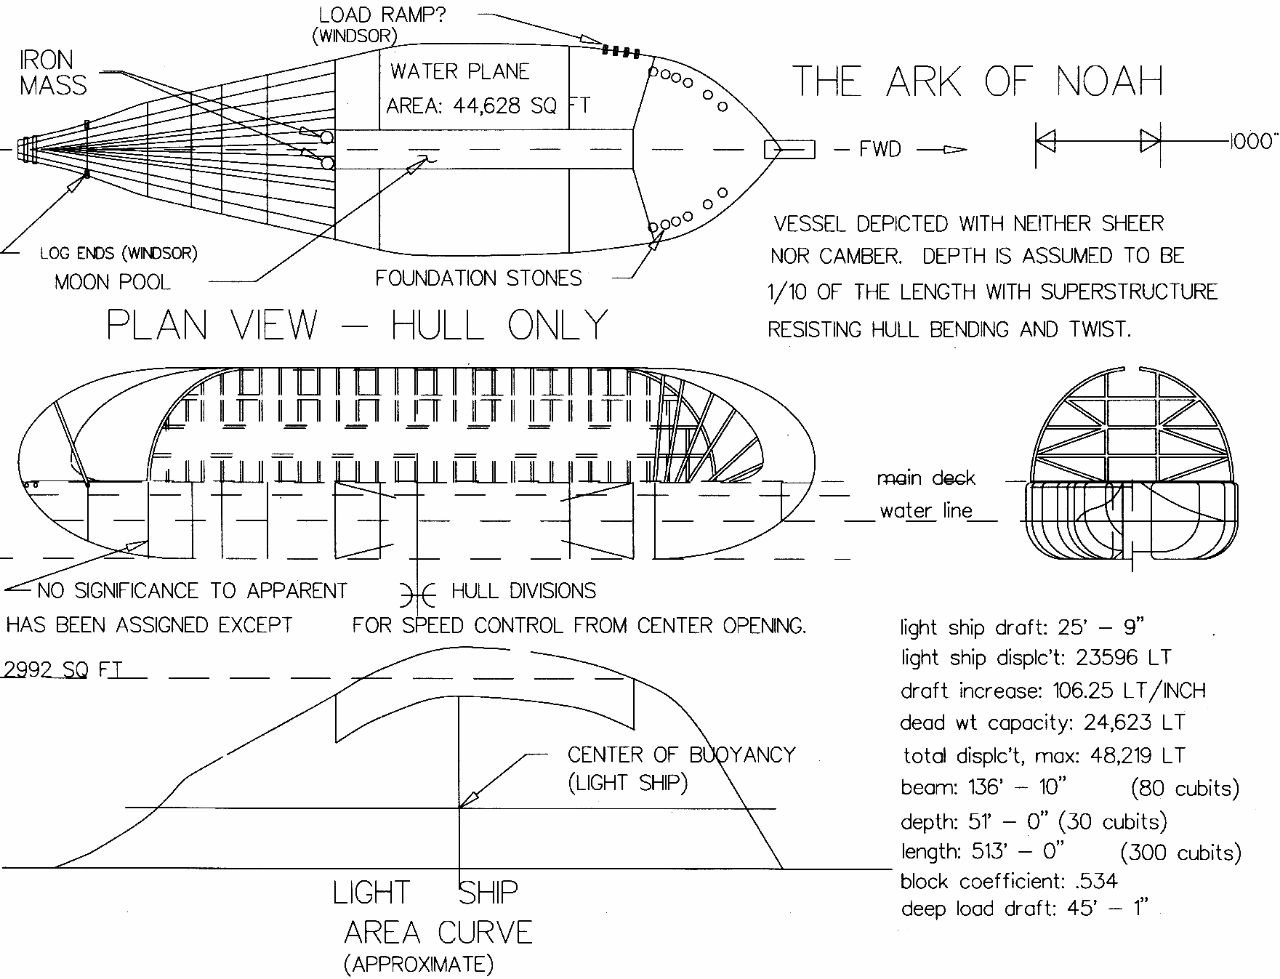 LOAD RAMP?
(WINDSOR)
IRON
MASS
WATER PLANE
AREA: 44,628 SQ FT
THE ARK OF NOAH
FWD
1000"
LOG ENDS (WINDSOR)
MOON POOL
FOUNDATION STONES
VESSEL DEPICTED WITH NEITHER SHEER
NOR CAMBER. DEPTH IS ASSUMED TO BE
1/10 OF THE LENGTH WITH SUPERSTRUCTURE
RESISTING HULL BENDING AND TWIST.
PLAN VIEW – HULL ONLY
main deck
water line
NO SIGNIFICANCE TO APPARENT HULL DIVISIONS
HAS BEEN ASSIGNED EXCEPT FOR SPEED CONTROL FROM CENTER OPENING.
2992 SQ FT
CENTER OF BUOYANCY
(LIGHT SHIP)
LIGHT SHIP
AREA CURVE
(APPROXIMATE)
light ship draft: 25' – 9"
light ship displc't: 23596 LT
draft increase: 106.25 LT/INCH
dead wt capacity: 24,623 LT
total displc't, max: 48,219 LT
beam: 136' – 10" (80 cubits)
depth: 51' – 0" (30 cubits)
length: 513' – 0" (300 cubits)
block coefficient: .534
deep load draft: 45' – 1"